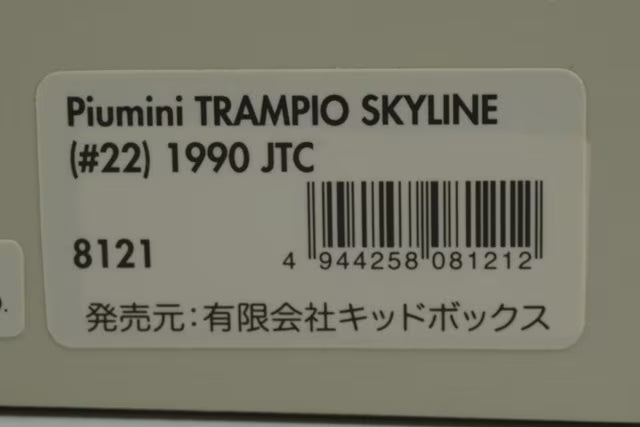 Piumini TRAMPIO SKYLINE
(#22) 1990 JTC
8121
4 944258 081212
発売元:有限会社キッドボックス